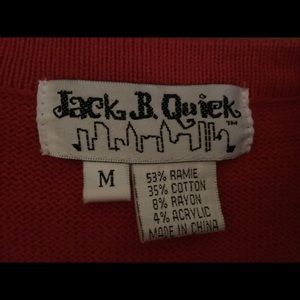 Jack B. Quick
TM
M
53% RAMIE
35% COTTON
8% RAYON
4% ACRYLIC
MADE IN CHINA